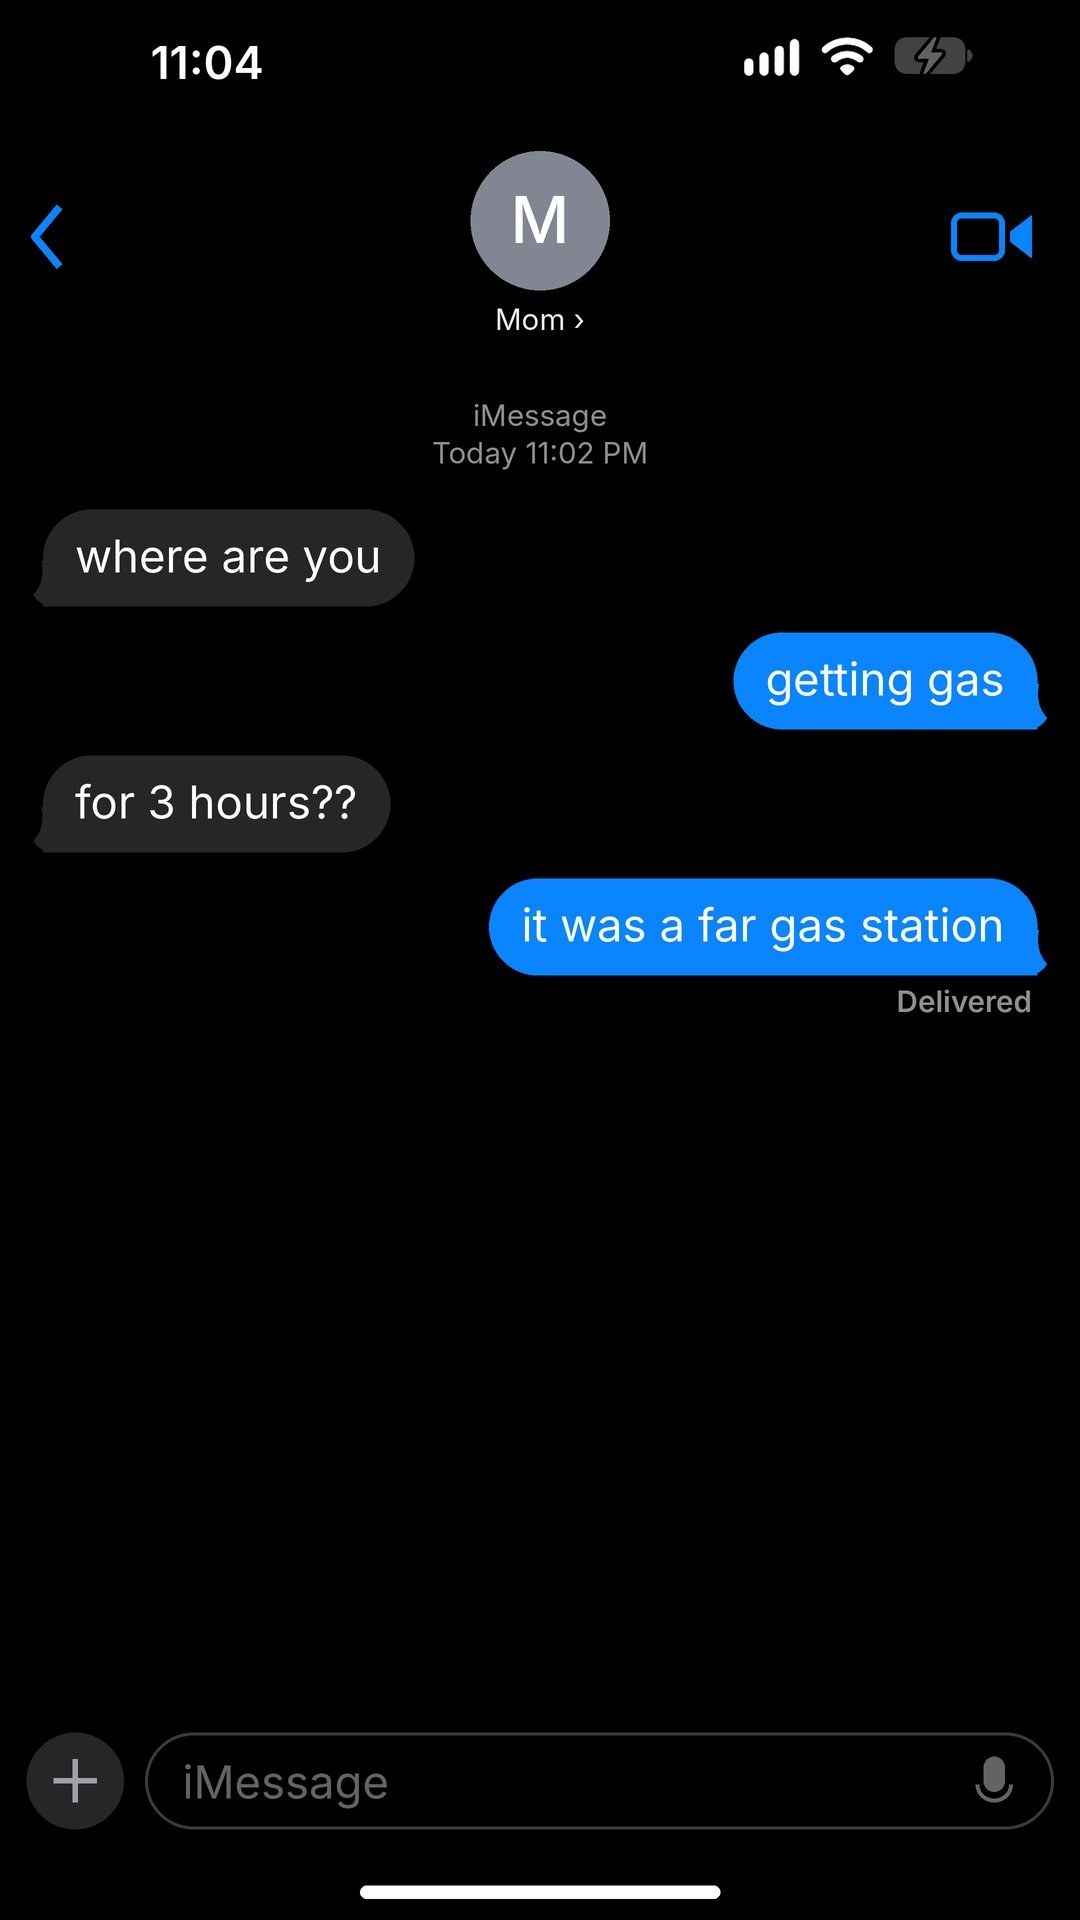 11:04
M
Mom ›
iMessage
Today 11:02 PM
where are you
getting gas
for 3 hours??
it was a far gas station
Delivered
iMessage